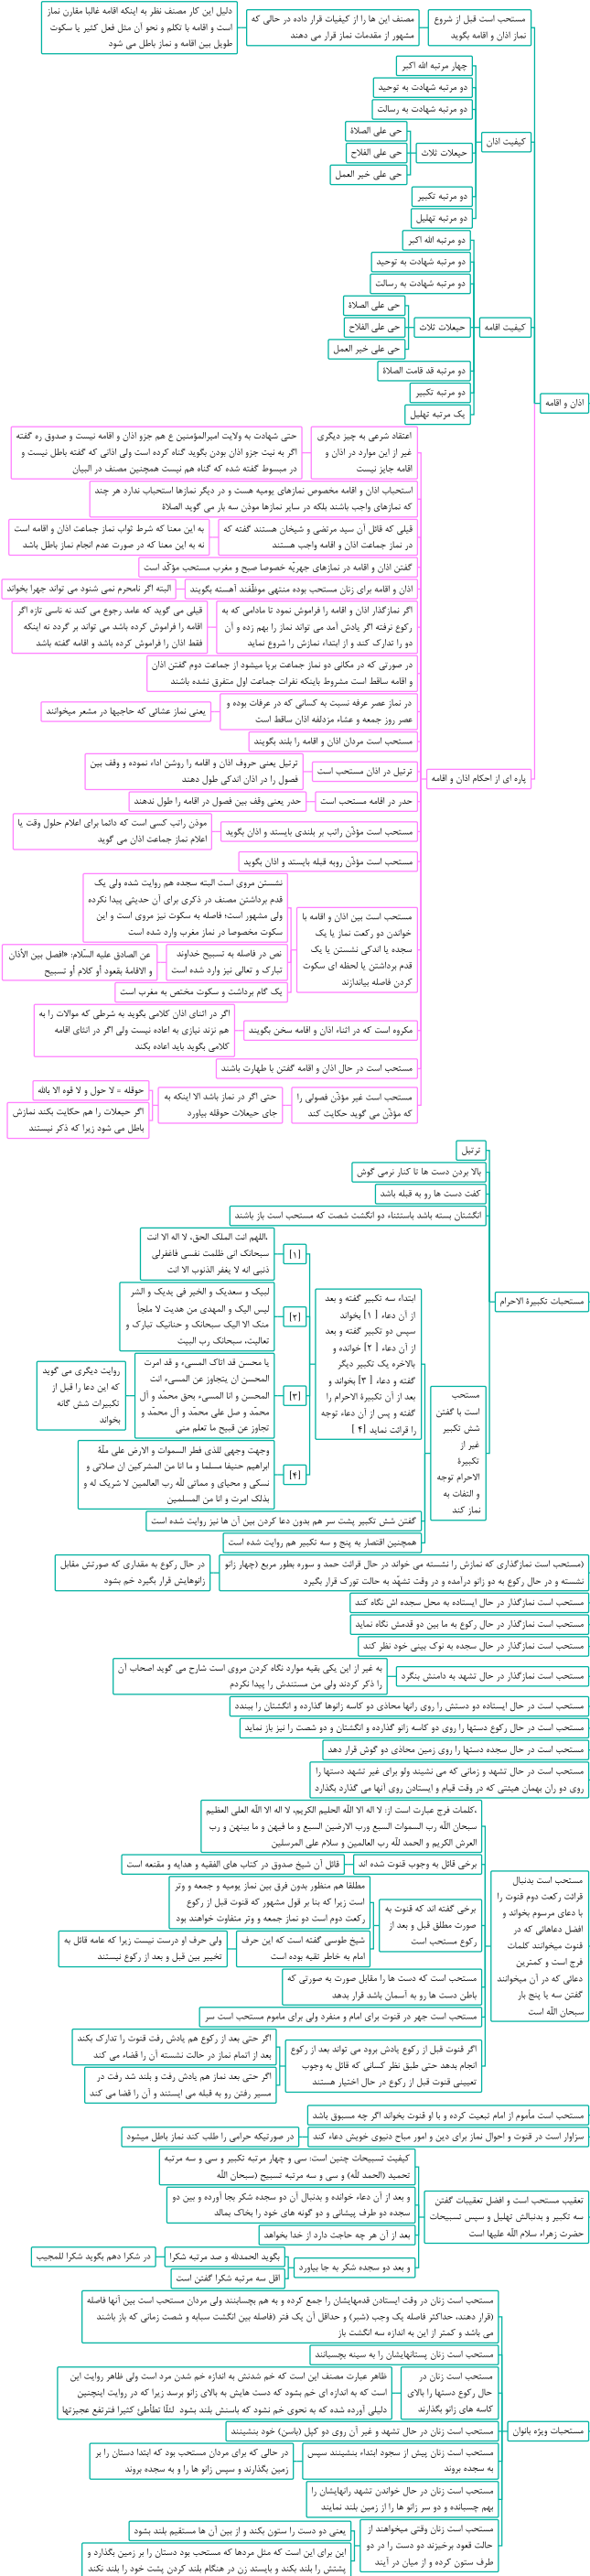 اذان و اقامه
مستحب است قبل از شروع
نماز اذان و اقامه بگوید
مصنف این ها را از کیفیات قرار داده در حالی که
مشهور از مقدمات نماز قرار می دهند
دلیل این کار مصنف نظر به اینکه اقامه غالبا مقارن نماز
است و اقامه با تکلم و نحو آن مثل فعل کثیر یا سکوت
طویل بین اقامه و نماز باطل می شود
کیفیت اذان
چهار مرتبه الله اکبر
دو مرتبه شهادت به توحید
دو مرتبه شهادت به رسالت
حیعلات ثلاث
حی علی الصلاة
حی علی الفلاح
حی علی خیر العمل
دو مرتبه تکبیر
دو مرتبه تهلیل
کیفیت اقامه
دو مرتبه الله اکبر
دو مرتبه شهادت به توحید
دو مرتبه شهادت به رسالت
حیعلات ثلاث
حی علی الصلاة
حی علی الفلاح
حی علی خیر العمل
دو مرتبه قد قامت الصلاة
دو مرتبه تکبیر
یک مرتبه تهلیل
پاره ای از احکام اذان و اقامه
اعتقاد شرعی به چیز دیگری
غیر از این موارد در اذان و
اقامه جایز نیست
حتی شهادت به ولایت امیرالمؤمنین ع هم جزو اذان و اقامه نیست و صدوق ره گفته
اگر به نیت جزو اذان بودن بگوید گناه کرده است ولی اذانی که گفته باطل نیست و
در مبسوط گفته شده که گناه هم نیست همچنین مصنف در البیان
استحباب اذان و اقامه مخصوص نمازهای یومیه هست و در دیگر نمازها استحباب ندارد هر چند
که نمازهای واجب باشند بلکه در سایر نمازها موذن سه بار می گوید الصلاة
قیلی که قائل آن سید مرتضی و شیخان هستند گفته که
در نماز جماعت اذان و اقامه واجب هستند
به این معنا که شرط ثواب نماز جماعت اذان و اقامه است
نه به این معنا که در صورت عدم انجام نماز باطل باشد
گفتن اذان و اقامه در نمازهای جهریّه خصوصا صبح و مغرب مستحب مؤکّد است
اذان و اقامه برای زنان مستحب بوده منتهی موظّفند آهسته بگویند
البته اگر نامحرم نمی شنود می تواند جهرا بخواند
اگر نمازگذار اذان و اقامه را فراموش نمود تا مادامی که به
رکوع نرفته اگر یادش آمد می تواند نماز را بهم زده و آن
دو را تدارک کند و از ابتداء نمازش را شروع نماید
قیلی می گوید که عامد رجوع می کند نه ناسی تازه اگر
اقامه را فراموش کرده باشد می تواند بر گردد نه اینکه
فقط اذان را فراموش کرده باشد و اقامه گفته باشد
در صورتی که در مکانی دو نماز جماعت برپا میشود از جماعت دوم گفتن اذان
و اقامه ساقط است مشروط باینکه نفرات جماعت اول متفرق نشده باشند
در نماز عصر عرفه نسبت به کسانی که در عرفات بوده و
عصر روز جمعه و عشاء مزدلفه اذان ساقط است
یعنی نماز عشائی که حاجیها در مشعر میخوانند
مستحب است مردان اذان و اقامه را بلند بگویند
ترتیل در اذان مستحب است
ترتیل یعنی حروف اذان و اقامه را روشن اداء نموده و وقف بین
فصول را در اذان اندکی طول دهند
حدر در اقامه مستحب است
حدر یعنی وقف بین فصول در اقامه را طول ندهند
مستحب است مؤذّن راتب بر بلندی بایستد و اذان بگوید
موذن راتب کسی است که دائما برای اعلام حلول وقت یا
اعلام نماز جماعت اذان می گوید
مستحب است مؤذّن روبه قبله بایستد و اذان بگوید
مستحب است بین اذان و اقامه با
خواندن دو رکعت نماز یا یک
سجده یا اندکی نشستن یا یک
قدم برداشتن یا لحظه ای سکوت
کردن فاصله بیاندازند
نشستن مروی است البته سجده هم روایت شده ولی یک
قدم برداشتن مصنف در ذکری برای آن حدیثی پیدا نکرده
ولی مشهور است؛ فاصله به سکوت نیز مروی است و این
سکوت مخصوصا در نماز مغرب وارد شده است
نص در فاصله به تسبیح خداوند
تبارک و تعالی نیز وارد شده است
عن الصادق علیه السّلام: «افصل بین الأذان
و الاقامة بقعود أو کلام أو تسبیح
یک گام برداشت و سکوت مختص به مغرب است
مکروه است که در اثناء اذان و اقامه سخن بگویند
اگر در اثنای اذان کلامی بگوید به شرطی که موالات را به
هم نزند نیازی به اعاده نیست ولی اگر در اثنای اقامه
کلامی بگوید باید اعاده بکند
مستحب است در حال اذان و اقامه گفتن با طهارت باشند
مستحب است غیر مؤذّن فصولی را
که مؤذّن می گوید حکایت کند
حتی اگر در نماز باشد الا اینکه به
جای حیعلات حوقله بیاورد
حوقله = لا حول و لا قوه الا بالله
اگر حیعلات را هم حکایت بکند نمازش
باطل می شود زیرا که ذکر نیستند
مستحبات تکبیرة الاحرام
ترتیل
بالا بردن دست ها تا کنار نرمی گوش
کفت دست ها رو به قبله باشد
انگشتان بسته باشد باستثناء دو انگشت شصت که مستحب است باز باشند
مستحب
است با گفتن
شش تکبیر
غیر از
تکبیرة
الاحرام توجه
و التفات به
نماز کند
ابتداء سه تکبیر گفته و بعد
از آن دعاء [ ۱] بخواند
سپس دو تکبیر گفته و بعد
از آن دعاء [ ۲] خوانده و
بالاخره یک تکبیر دیگر
گفته و دعاء [ ۳] بخواند و
بعد از آن تکبیرة الاحرام را
گفته و پس از آن دعاء توجه
را قرائت نماید [ ۴]
[۱]
،اللهم انت الملک الحق، لا اله الا انت
سبحانک انی ظلمت نفسی فاغفرلی
ذنبی انه لا یغفر الذنوب الا انت
[۲]
لبیک و سعدیک و الخیر فی یدیک و الشر
لیس الیک و المهدی من هدیت لا ملجأ
منک الا الیک سبحانک و حنانیک تبارک و
تعالیت، سبحانک رب البیت
[۳]
یا محسن قد اتاک المسیء و قد امرت
المحسن ان یتجاوز عن المسیء انت
المحسن و انا المسیء بحق محمّد و آل
محمّد و صل علی محمّد و آل محمّد و
تجاوز عن قبیح ما تعلم منی
روایت دیگری می گوید
که این دعا را قبل از
تکبیرات شش گانه
بخواند
[۴]
وجهت وجهی للذی فطر السموات و الارض علی ملّة
ابراهیم حنیفا مسلما و ما انا من المشرکین ان صلاتی و
نسکی و محیای و مماتی للّه رب العالمین لا شریک له و
بذلک امرت و انا من المسلمین
گفتن شش تکبیر پشت سر هم بدون دعا کردن بین آن ها نیز روایت شده است
همچنین اقتصار به پنج و سه تکبیر هم روایت شده است
(مستحب است نمازگذاری که نمازش را نشسته می خواند در حال قرائت حمد و سوره بطور مربع (چهار زانو
نشسته و در حال رکوع به دو زانو درآمده و در وقت تشهّد به حالت تورک قرار بگیرد
در حال رکوع به مقداری که صورتش مقابل
زانوهایش قرار بگیرد خم بشود
مستحب است نمازگذار در حال ایستاده به محل سجده اش نگاه کند
مستحب است نمازگذار در حال رکوع به ما بین دو قدمش نگاه نماید
مستحب است نمازگذار در حال سجده به نوک بینی خود نظر کند
مستحب است نمازگذار در حال تشهد به دامنش بنگرد
به غیر از این یکی بقیه موارد نگاه کردن مروی است شارح می گوید اصحاب آن
را ذکر کردند ولی من مستندش را پیدا نکردم
مستحب است در حال ایستاده دو دستش را روی رانها محاذی دو کاسه زانوها گذارده و انگشتان را ببندد
مستحب است در حال رکوع دستها را روی دو کاسه زانو گذارده و انگشتان و دو شصت را نیز باز نماید
مستحب است در حال سجده دستها را روی زمین محاذی دو گوش قرار دهد
مستحب است در حال تشهد و زمانی که می نشیند ولو برای غیر تشهد دستها را
روی دو ران بهمان هیئتی که در وقت قیام و ایستادن روی آنها می گذارد بگذارد
مستحب است بدنبال
قرائت رکعت دوم قنوت را
با دعای مرسوم بخواند و
افضل دعاهائی که در
قنوت میخوانند کلمات
فرج است و کمترین
دعائی که در آن میخوانند
گفتن سه یا پنج بار
سبحان اللّه است
،کلمات فرج عبارت است از: لا اله الا اللّه الحلیم الکریم، لا اله الا اللّه العلی العظیم
سبحان اللّه رب السموات السبع ورب الارضین السبع و ما فیهن و ما بینهن و رب
العرش الکریم و الحمد للّه رب العالمین و سلام علی المرسلین
برخی قائل به وجوب قنوت شده اند
قائل آن شیخ صدوق در کتاب های الفقیه و هدایه و مقنعه است
برخی گفته اند که قنوت به
صورت مطلق قبل و بعد از
رکوع مستحب است
مطلقا هم منظور بدون فرق بین نماز یومیه و جمعه و وتر
است زیرا که بنا بر قول مشهور که قنوت قبل از رکوع
رکعت دوم است دو نماز جمعه و وتر متفاوت خواهند بود
شیخ طوسی گفته است که این حرف
امام به خاطر تقیه بوده است
ولی حرف او درست نیست زیرا که عامه قائل به
تخییر بین قبل و بعد از رکوع نیستند
مستحب است که دست ها را مقابل صورت به صورتی که
باطن دست ها رو به آسمان باشد قرار بدهد
مستحب است جهر در قنوت برای امام و منفرد ولی برای ماموم مستحب است سر
اگر قنوت قبل از رکوع یادش برود می تواند بعد از رکوع
انجام بدهد حتی طبق نظر کسانی که قائل به وجوب
تعیینی قنوت قبل از رکوع در حال اختیار هستند
اگر حتی بعد از رکوع هم یادش رفت قنوت را تدارک بکند
بعد از اتمام نماز در حالت نشسته آن را قضاء می کند
اگر حتی بعد نماز هم یادش رفت و بلند شد رفت در
مسیر رفتن رو به قبله می ایستند و آن را قضا می کند
مستحب است مأموم از امام تبعیت کرده و با او قنوت بخواند اگر چه مسبوق باشد
سزاوار است در قنوت و احوال نماز برای دین و امور مباح دنیوی خویش دعاء کند
در صورتیکه حرامی را طلب کند نماز باطل میشود
تعقیب مستحب است و افضل تعقیبات گفتن
سه تکبیر و بدنبالش تهلیل و سپس تسبیحات
حضرت زهراء سلام اللّه علیها است
کیفیت تسبیحات چنین است: سی و چهار مرتبه تکبیر و سی و سه مرتبه
تحمید (الحمد للّه) و سی و سه مرتبه تسبیح (سبحان اللّه
و بعد از آن دعاء خوانده و بدنبال آن دو سجده شکر بجا آورده و بین دو
سجده دو طرف پیشانی و دو گونه های خود را بخاک بمالد
بعد از آن هر چه حاجت دارد از خدا بخواهد
و بعد دو سجده شکر به جا بیاورد
بگوید الحمدلله و صد مرتبه شکرا
در شکرا دهم بگوید شکرا للمجیب
اقل سه مرتبه شکرا گفتن است
مستحبات ویژه بانوان
مستحب است زنان در وقت ایستادن قدمهایشان را جمع کرده و به هم بچسبانند ولی مردان مستحب است بین آنها فاصله
(قرار دهند، حداکثر فاصله یک وجب (شبر) و حداقل آن یک فتر (فاصله بین انگشت سبابه و شصت زمانی که باز باشند
می باشد و کمتر از این به اندازه سه انگشت باز
مستحب است زنان پستانهایشان را به سینه بچسبانند
مستحب است زنان در
حال رکوع دستها را بالای
کاسه های زانو بگذارند
ظاهر عبارت مصنف این است که خم شدنش به اندازه خم شدن مرد است ولی ظاهر روایت این
است که به اندازه ای خم بشود که دست هایش به بالای زانو برسد زیرا که در روایت اینچنین
دلیلی آورده شده که به نحوی خم نشود که باسنش بلند بشود لئلّا تطأطئ کثیرا فترتفع عجیزتها
مستحب است زنان در حال تشهد و غیر آن روی دو کپل (باسن) خود بنشینند
مستحب است زنان پیش از سجود ابتداء بنشینند سپس
به سجده بروند
در حالی که برای مردان مستحب بود که ابتدا دستان را بر
زمین بگذارند و سپس زانو ها را و به سجده بروند
مستحب است زنان در حال خواندن تشهد رانهایشان را
بهم چسبانده و دو سر زانو ها را از زمین بلند نمایند
مستحب است زنان وقتی میخواهند از
حالت قعود برخیزند دو دست را در دو
طرف ستون کرده و از میان در آیند
یعنی دو دست را ستون بکند و از بین آن ها مستقیم بلند بشود
این برای این است که مثل مردها که مستحب بود دستان را بر زمین بگذارد و
پشتش را بلند بکند و بایستد زن در هنگام بلند کردن پشت خود را بلند نکند